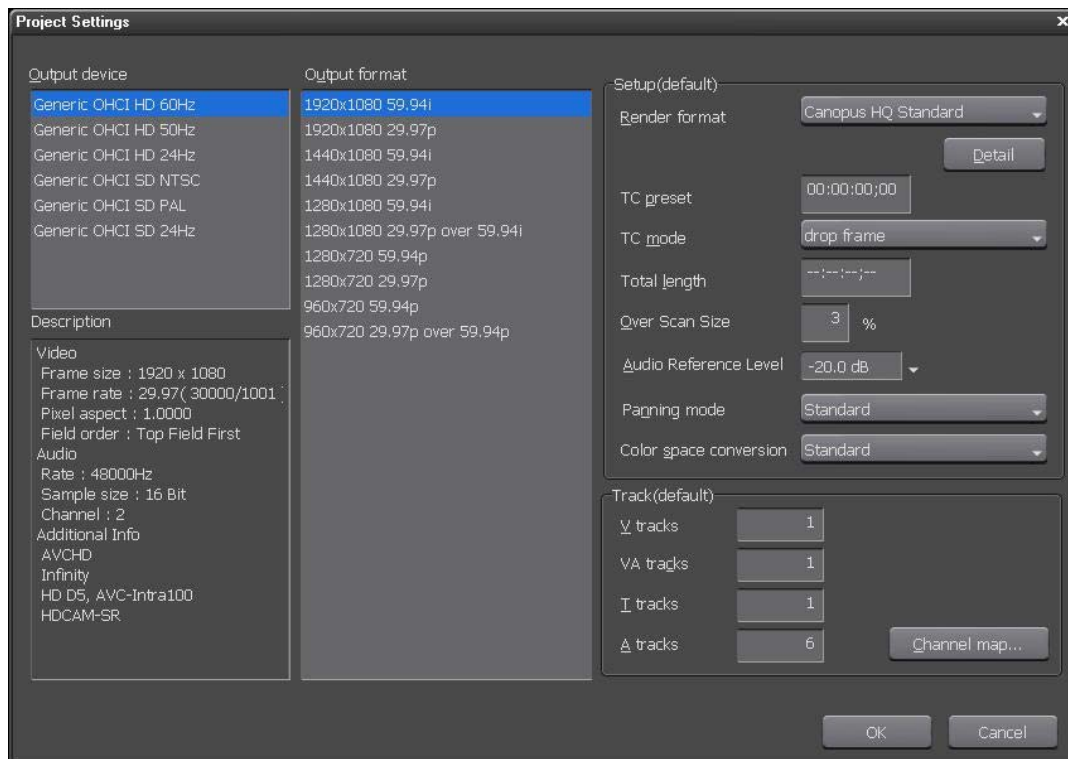 Project Settings
x
Output device
Generic OHCI HD 60Hz
Generic OHCI HD 50Hz
Generic OHCI HD 24Hz
Generic OHCI SD NTSC
Generic OHCI SD PAL
Generic OHCI SD 24Hz
Description
Video
Frame size : 1920 x 1080
Frame rate : 29.97( 30000/1001
Pixel aspect : 1.0000
Field order : Top Field First
Audio
Rate : 48000Hz
Sample size : 16 Bit
Channel : 2
Additional Info
AVCHD
Infinity
HD D5, AVC-Intra100
HDCAM-SR
Output format
1920x1080 59.94i
1920x1080 29.97p
1440x1080 59.94i
1440x1080 29.97p
1280x1080 59.94i
1280x1080 29.97p over 59.94i
1280x720 59.94p
1280x720 29.97p
960x720 59.94p
960x720 29.97p over 59.94p
Setup(default)
Render format Canopus HQ Standard
Detail
TC preset 00:00:00;00
TC mode drop frame
Total length --:--:--;--
Over Scan Size 3 %
Audio Reference Level -20.0 dB
Panning mode Standard
Color space conversion Standard
Track(default)
V tracks 1
VA tracks 1
T tracks 1
A tracks 6
Channel map...
OK
Cancel